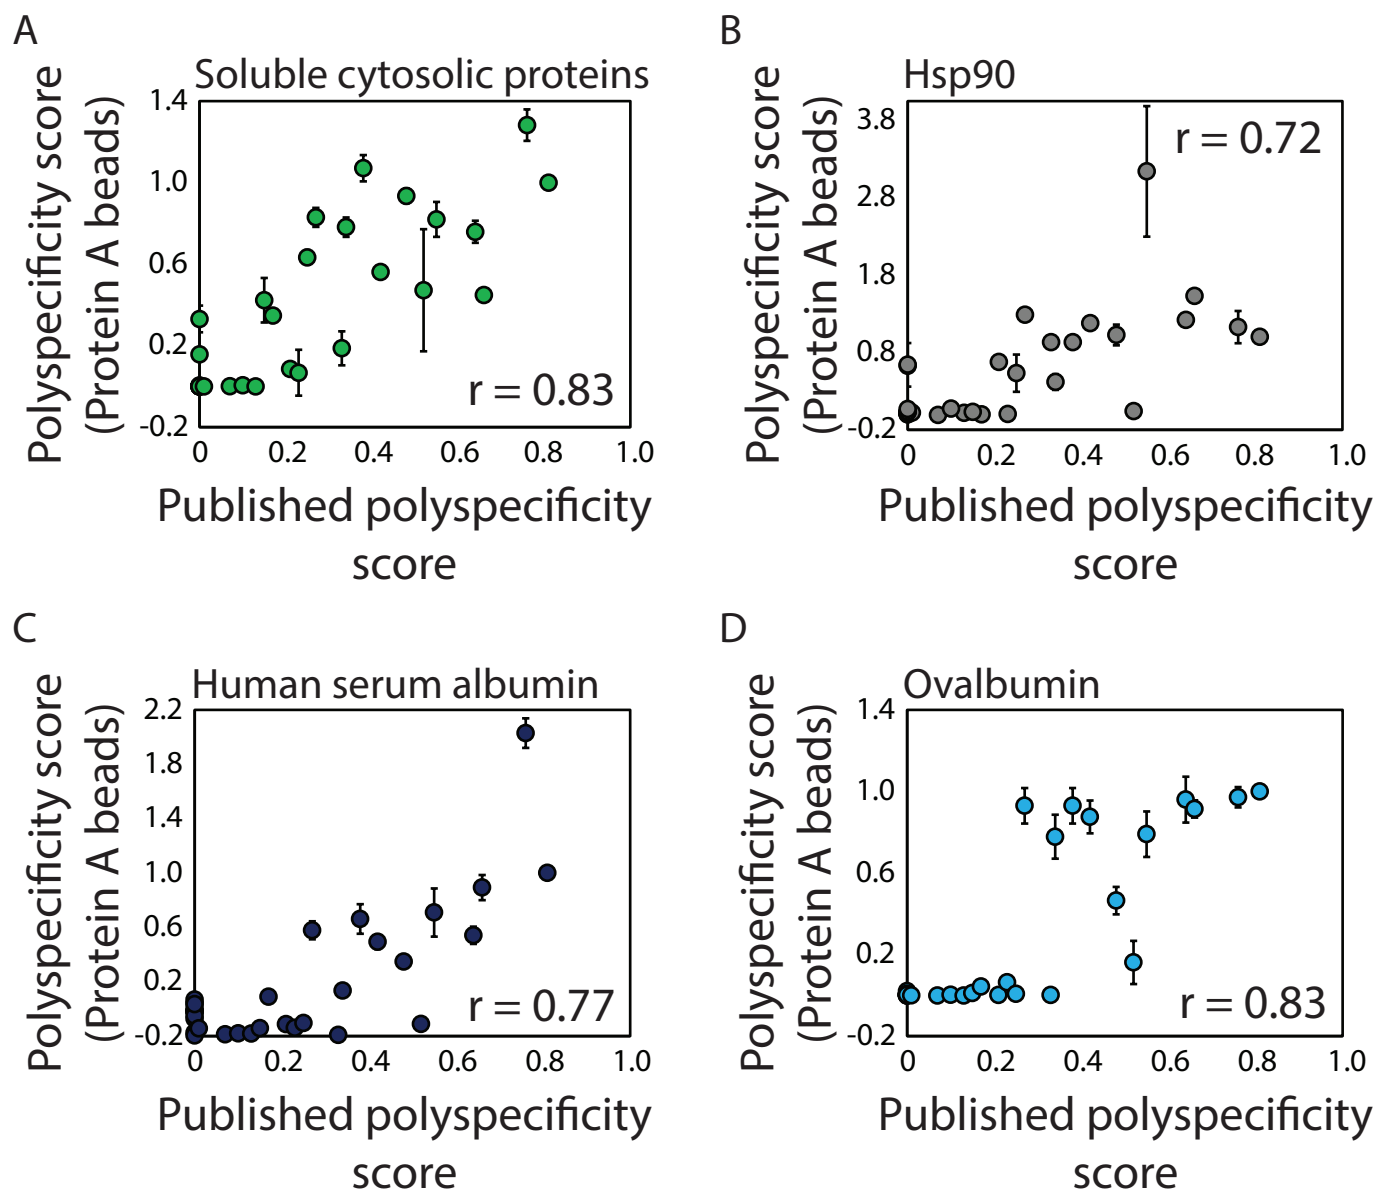 A
Soluble cytosolic proteins
Polyspecificity score
(Protein A beads)
1.4
1.0
0.6
0.2
-0.2
r = 0.83
0 0.2 0.4 0.6 0.8 1.0
Published polyspecificity
score
B
Hsp90
Polyspecificity score
(Protein A beads)
3.8
2.8
1.8
0.8
-0.2
r = 0.72
0 0.2 0.4 0.6 0.8 1.0
Published polyspecificity
score
C
Human serum albumin
Polyspecificity score
(Protein A beads)
2.2
1.8
1.4
1.0
0.6
0.2
-0.2
r = 0.77
0 0.2 0.4 0.6 0.8 1.0
Published polyspecificity
score
D
Ovalbumin
Polyspecificity score
(Protein A beads)
1.4
1.0
0.6
0.2
-0.2
r = 0.83
0 0.2 0.4 0.6 0.8 1.0
Published polyspecificity
score